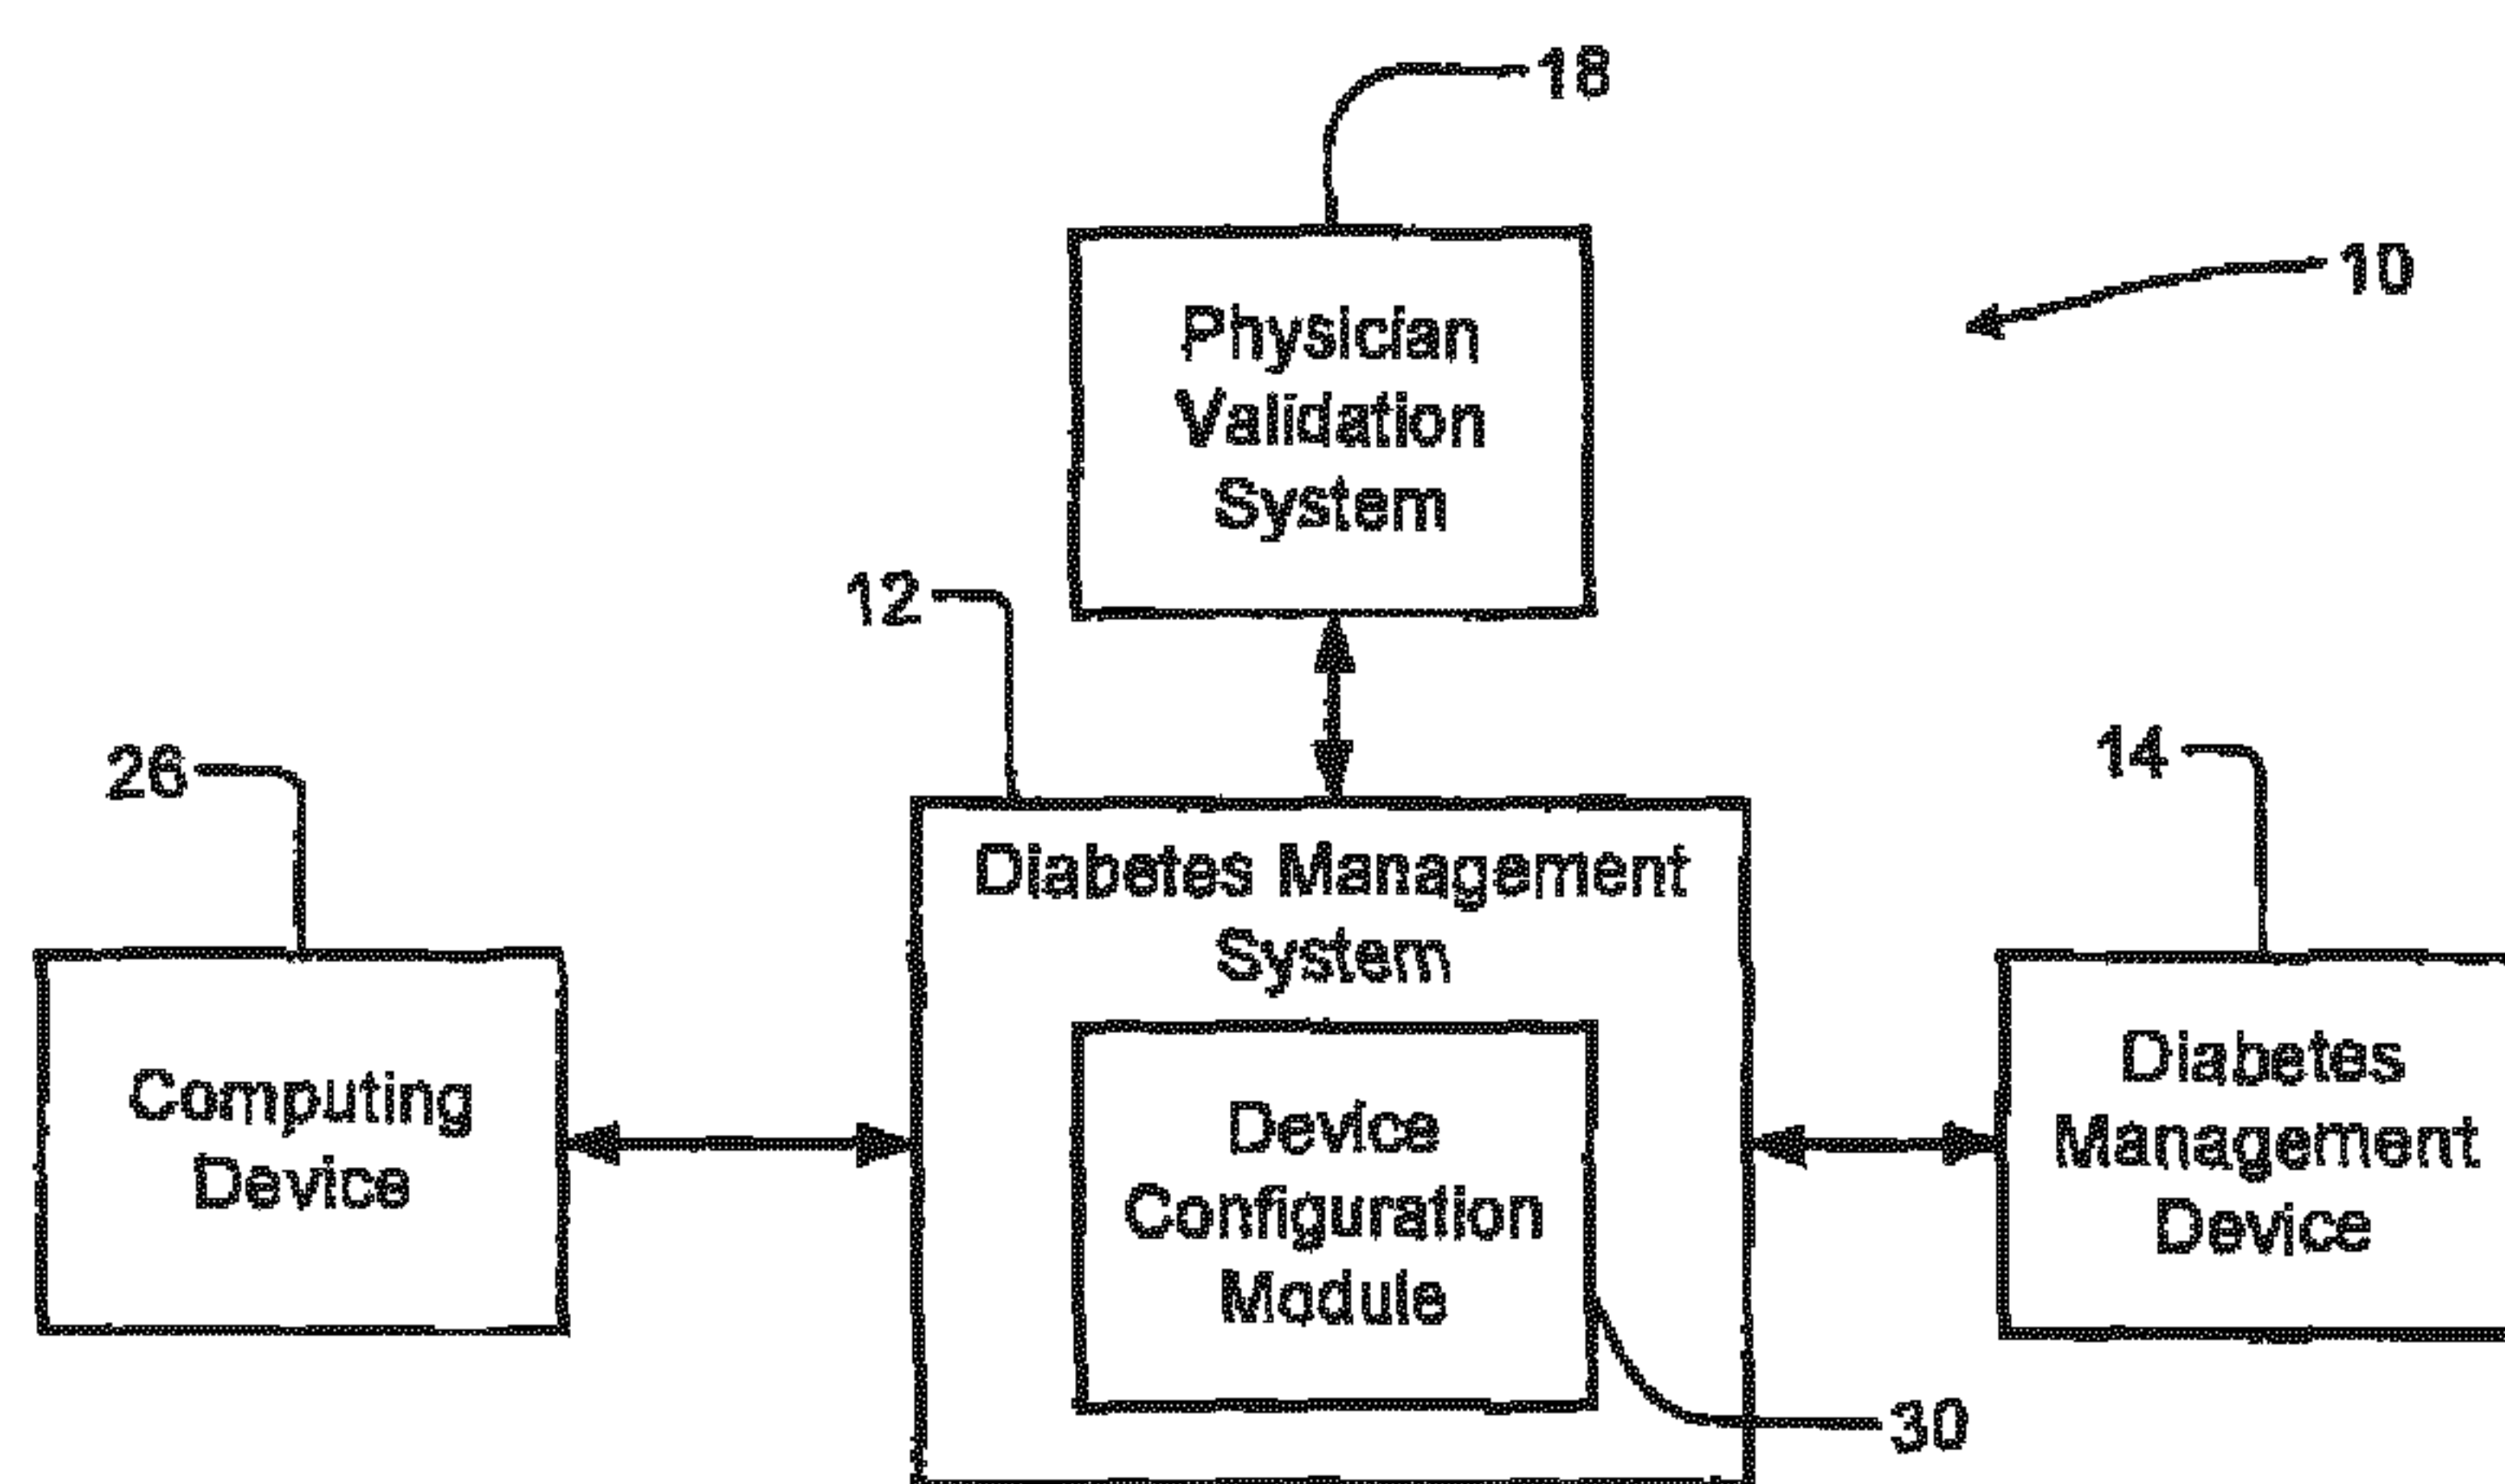 18
10
Physician
Validation
System
12
26
14
Diabetes Management
System
Computing
Device
Device
Configuration
Module
Diabetes
Management
Device
30